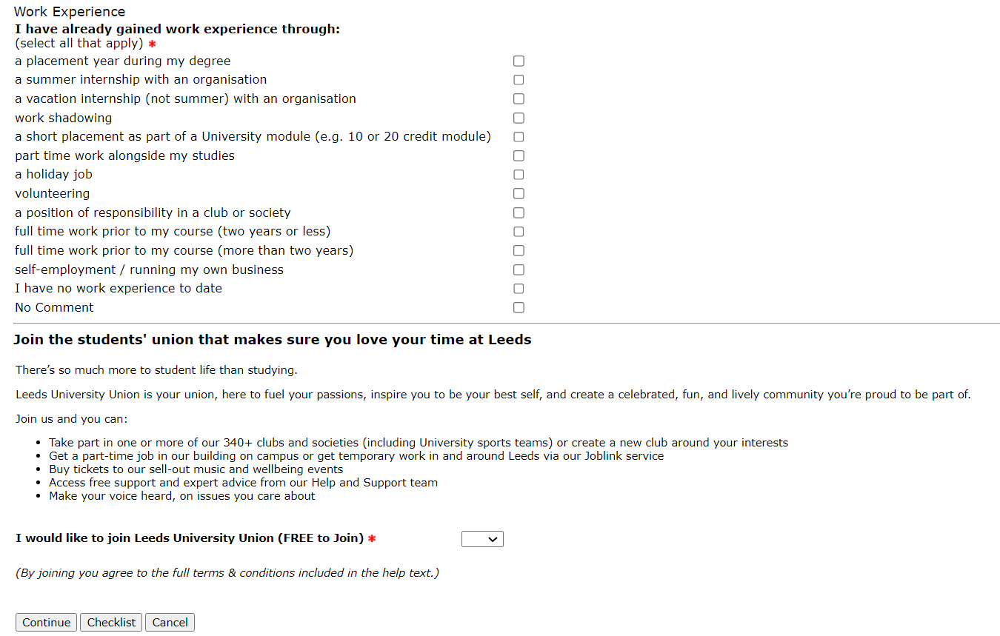 Work Experience
I have already gained work experience through:
(select all that apply) *
a placement year during my degree
a summer internship with an organisation
a vacation internship (not summer) with an organisation
work shadowing
a short placement as part of a University module (e.g. 10 or 20 credit module)
part time work alongside my studies
a holiday job
volunteering
a position of responsibility in a club or society
full time work prior to my course (two years or less)
full time work prior to my course (more than two years)
self-employment / running my own business
I have no work experience to date
No Comment
Join the students' union that makes sure you love your time at Leeds
There’s so much more to student life than studying.
Leeds University Union is your union, here to fuel your passions, inspire you to be your best self, and create a celebrated, fun, and lively community you’re proud to be part of.
Join us and you can:
• Take part in one or more of our 340+ clubs and societies (including University sports teams) or create a new club around your interests
• Get a part-time job in our building on campus or get temporary work in and around Leeds via our Joblink service
• Buy tickets to our sell-out music and wellbeing events
• Access free support and expert advice from our Help and Support team
• Make your voice heard, on issues you care about
I would like to join Leeds University Union (FREE to Join) *
(By joining you agree to the full terms & conditions included in the help text.)
Continue Checklist Cancel